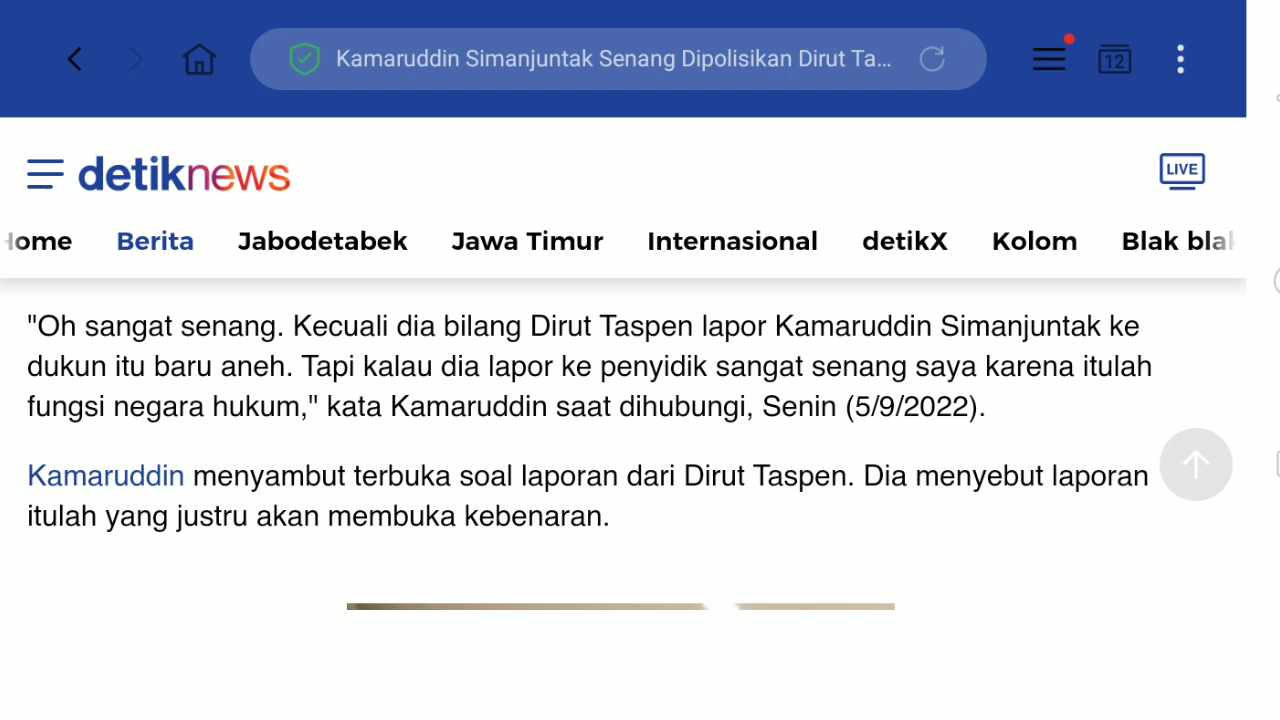 Kamaruddin Simanjuntak Senang Dipolisikan Dirut Ta...
12
detiknews
LIVE
Home Berita Jabodetabek Jawa Timur Internasional detikX Kolom Blak blak
"Oh sangat senang. Kecuali dia bilang Dirut Taspen lapor Kamaruddin Simanjuntak ke
dukun itu baru aneh. Tapi kalau dia lapor ke penyidik sangat senang saya karena itulah
fungsi negara hukum," kata Kamaruddin saat dihubungi, Senin (5/9/2022).
Kamaruddin menyambut terbuka soal laporan dari Dirut Taspen. Dia menyebut laporan
itulah yang justru akan membuka kebenaran.